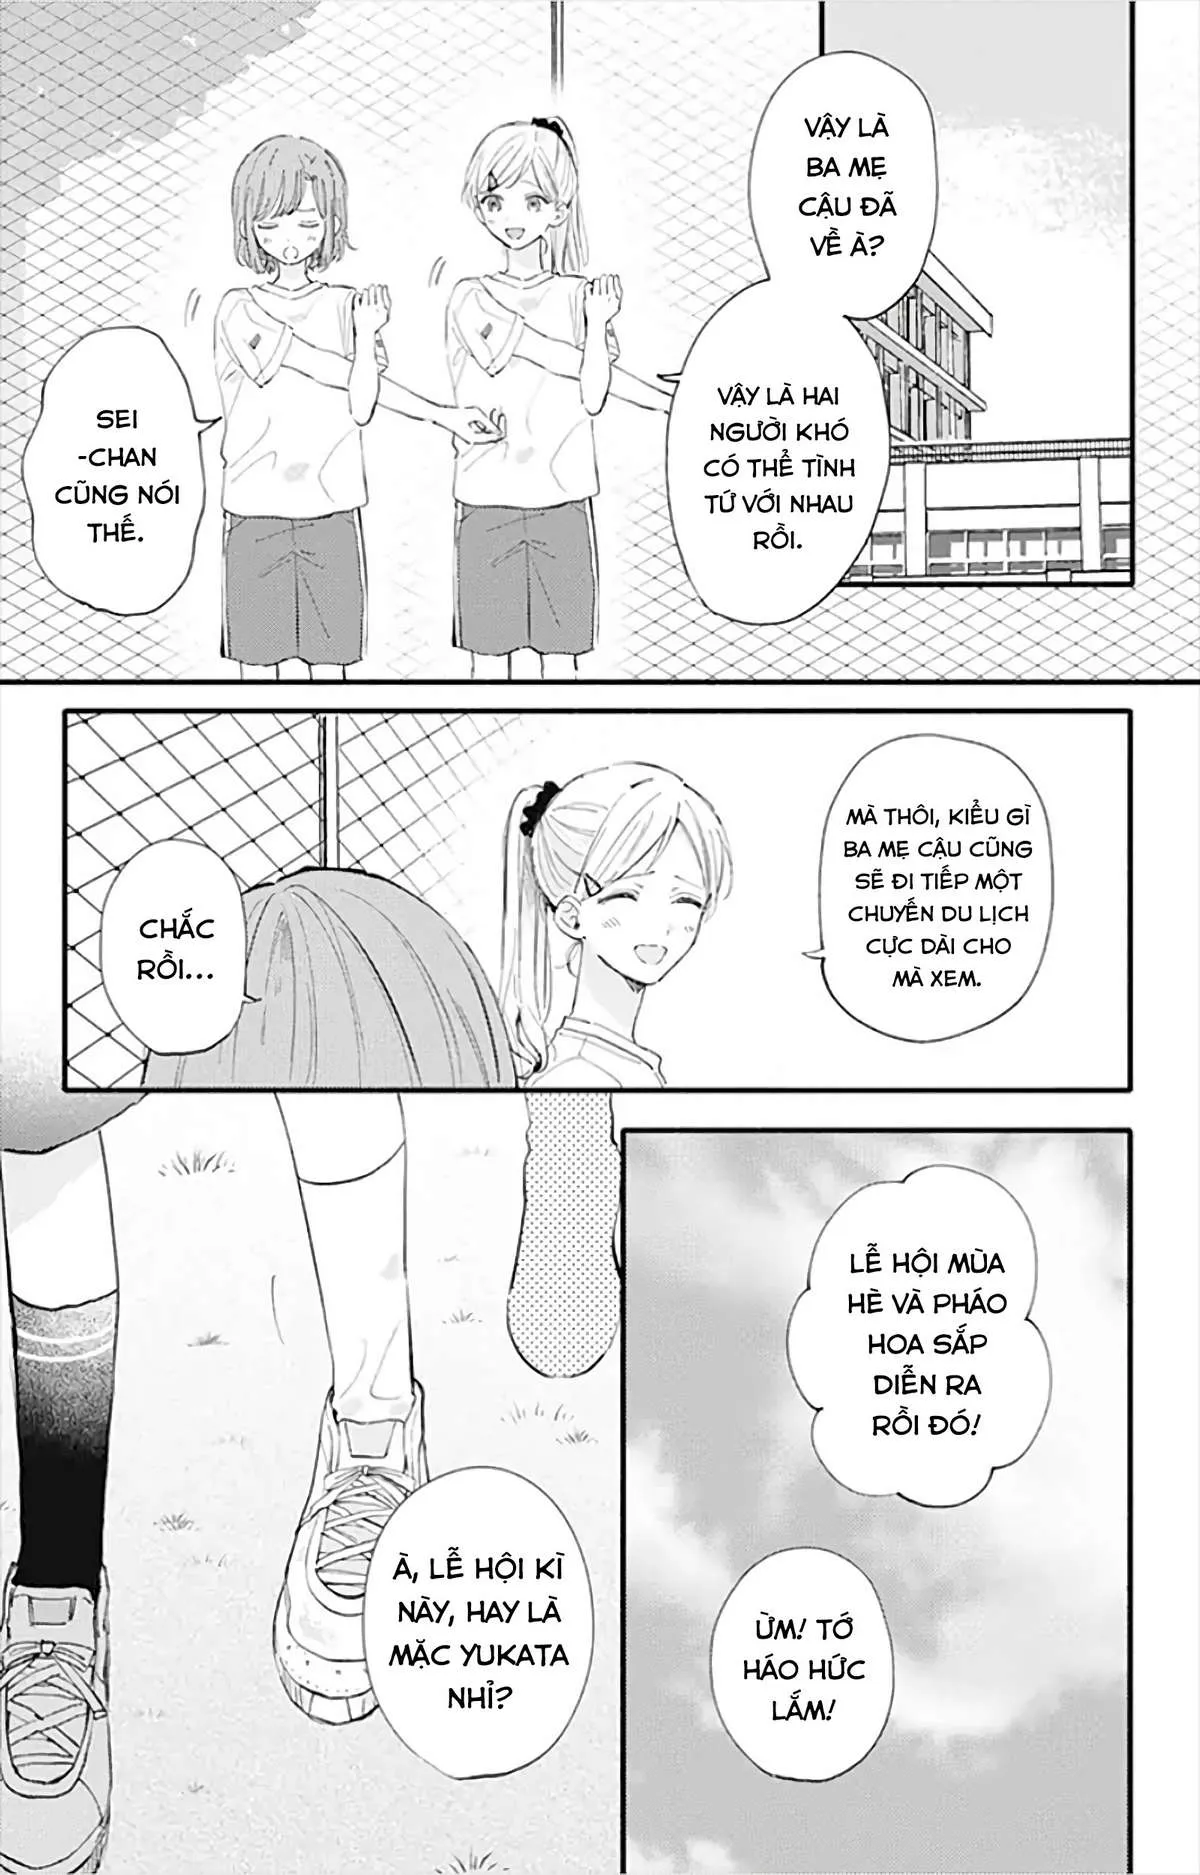 VẬY LÀ
BA MẸ
CẬU ĐÃ
VỀ À?
VẬY LÀ HAI
NGƯỜI KHÓ
CÓ THỂ TÌNH
TỨ VỚI NHAU
RỒI.
SEI
-CHAN
CŨNG NÓI
THẾ.
MÀ THÔI, KIỂU GÌ
BA MẸ CẬU CŨNG
SẼ ĐI TIẾP MỘT
CHUYẾN DU LỊCH
CỰC DÀI CHO
MÀ XEM.
CHẮC
RỒI...
LỄ HỘI MÙA
HÈ VÀ PHÁO
HOA SẮP
DIỄN RA
RỒI ĐÓ!
ỪM! TỚ
HÁO HỨC
LẮM!
À, LỄ HỘI KÌ
NÀY, HAY LÀ
MẶC YUKATA
NHỈ?